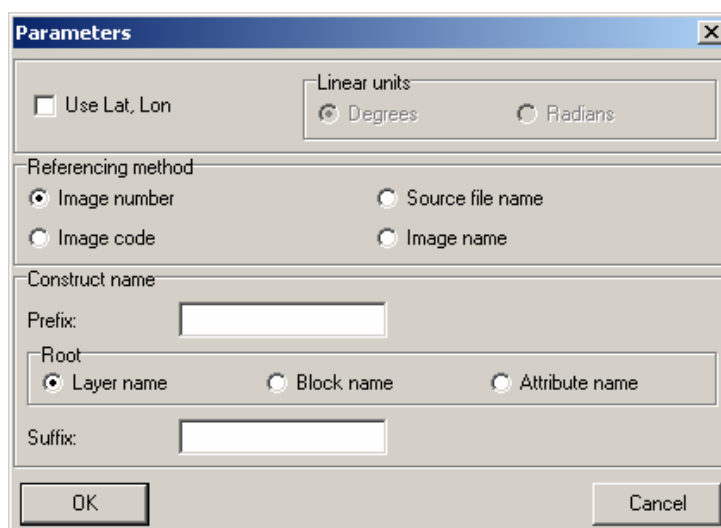 Parameters
Linear units
Use Lat, Lon
Degrees Radians
Referencing method
Image number Source file name
Image code Image name
Construct name
Prefix:
Root
Layer name Block name Attribute name
Suffix:
OK Cancel